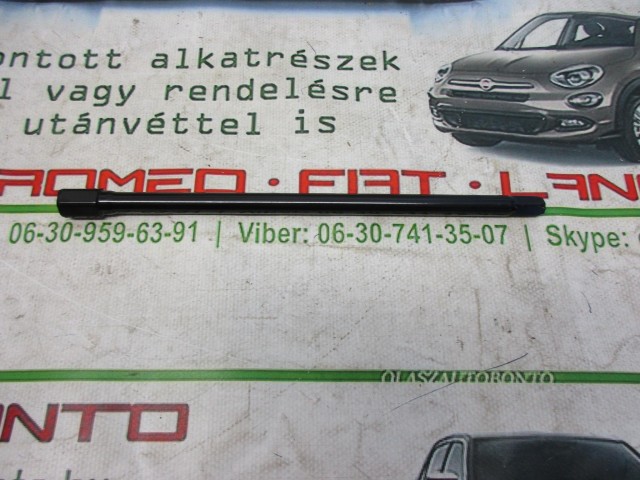 ontott alkatrészek
l vagy rendelésre
utánvéttel is
ROMEO · FIAT · LAN
06-30-959-63-91 | Viber: 06-30-741-35-07 | Skype:
OLASZAUTOBONTO
ONTO